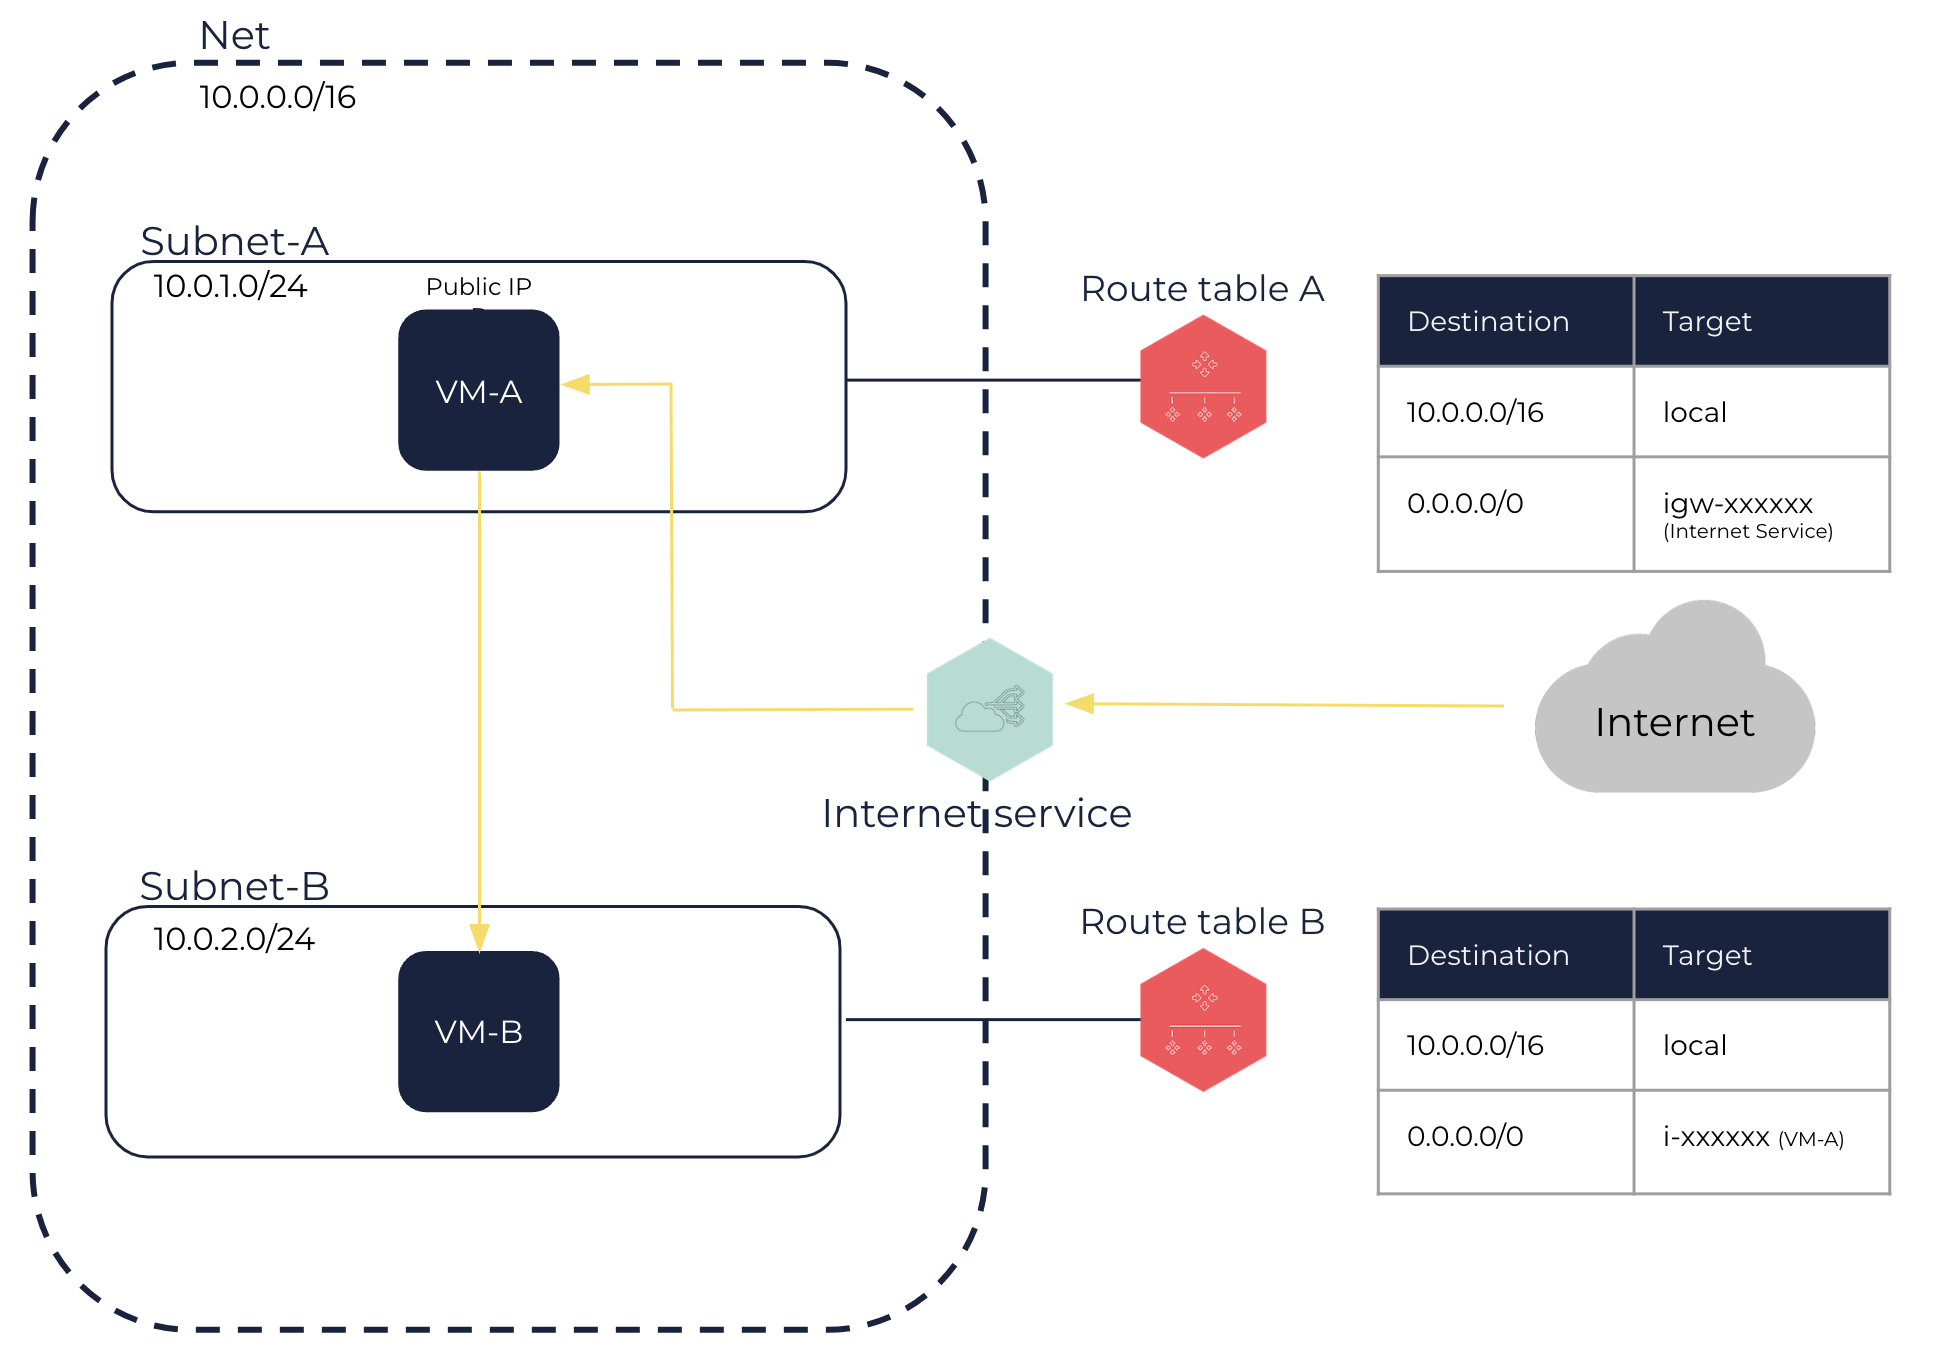 Net
10.0.0.0/16
Subnet-A
10.0.1.0/24
Public IP
VM-A
Route table A
Destination Target
10.0.0.0/16 local
0.0.0.0/0 igw-xxxxxx
(Internet Service)
Internet
Internet service
Subnet-B
10.0.2.0/24
VM-B
Route table B
Destination Target
10.0.0.0/16 local
0.0.0.0/0 i-xxxxxx (VM-A)